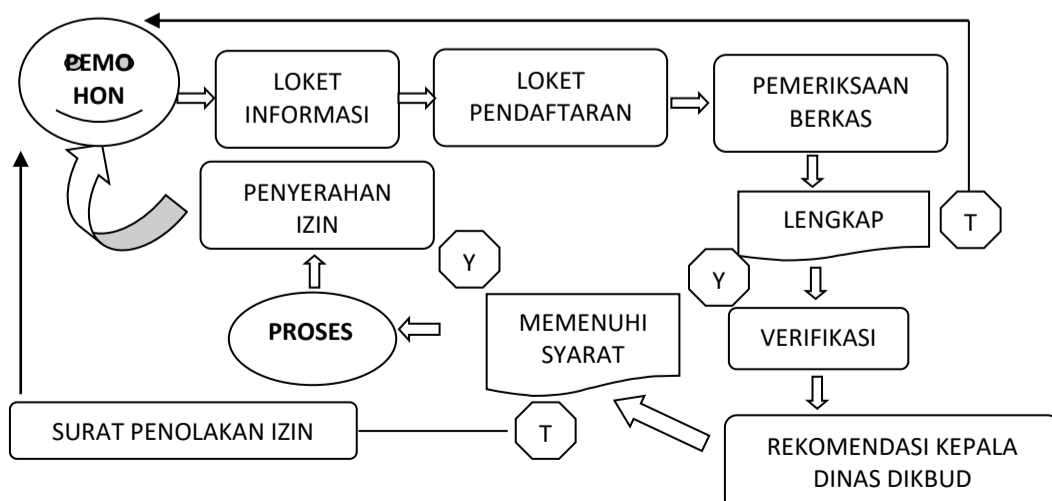 PEMO
HON
LOKET
INFORMASI
LOKET
PENDAFTARAN
PEMERIKSAAN
BERKAS
PENYERAHAN
IZIN
LENGKAP
T
Y
Y
PROSES
MEMENUHI
SYARAT
VERIFIKASI
SURAT PENOLAKAN IZIN
T
REKOMENDASI KEPALA
DINAS DIKBUD